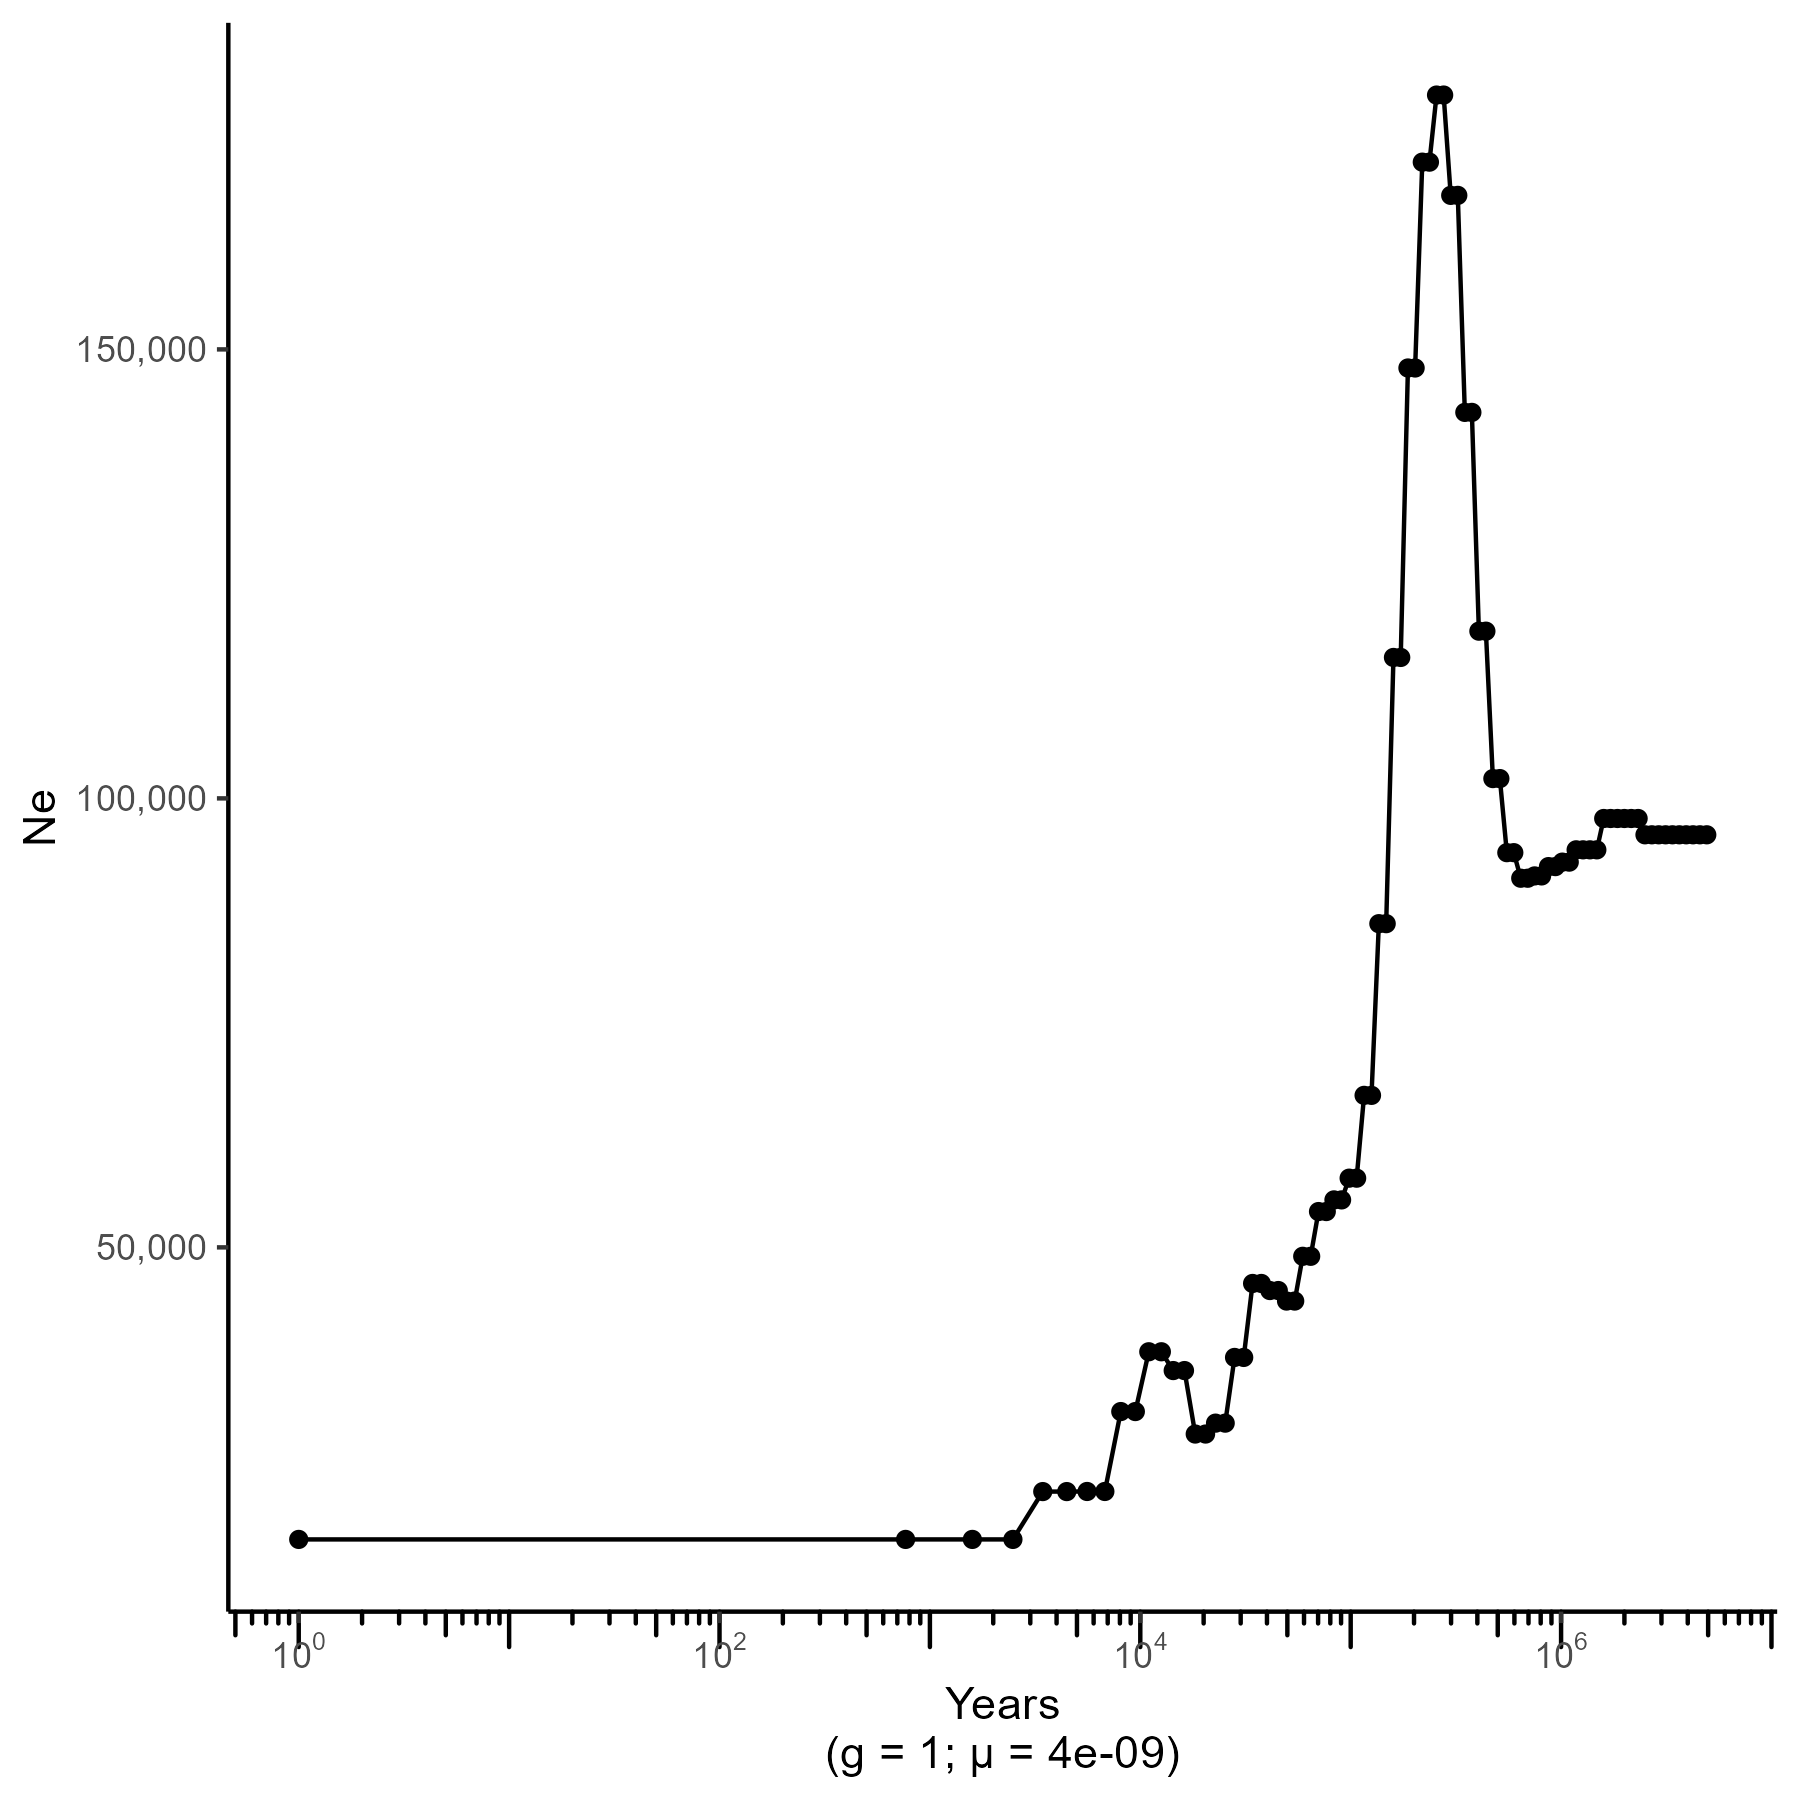 150,000
100,000
50,000
Ne
10⁰ 10² 10⁴ 10⁶
Years
(g = 1; µ = 4e-09)